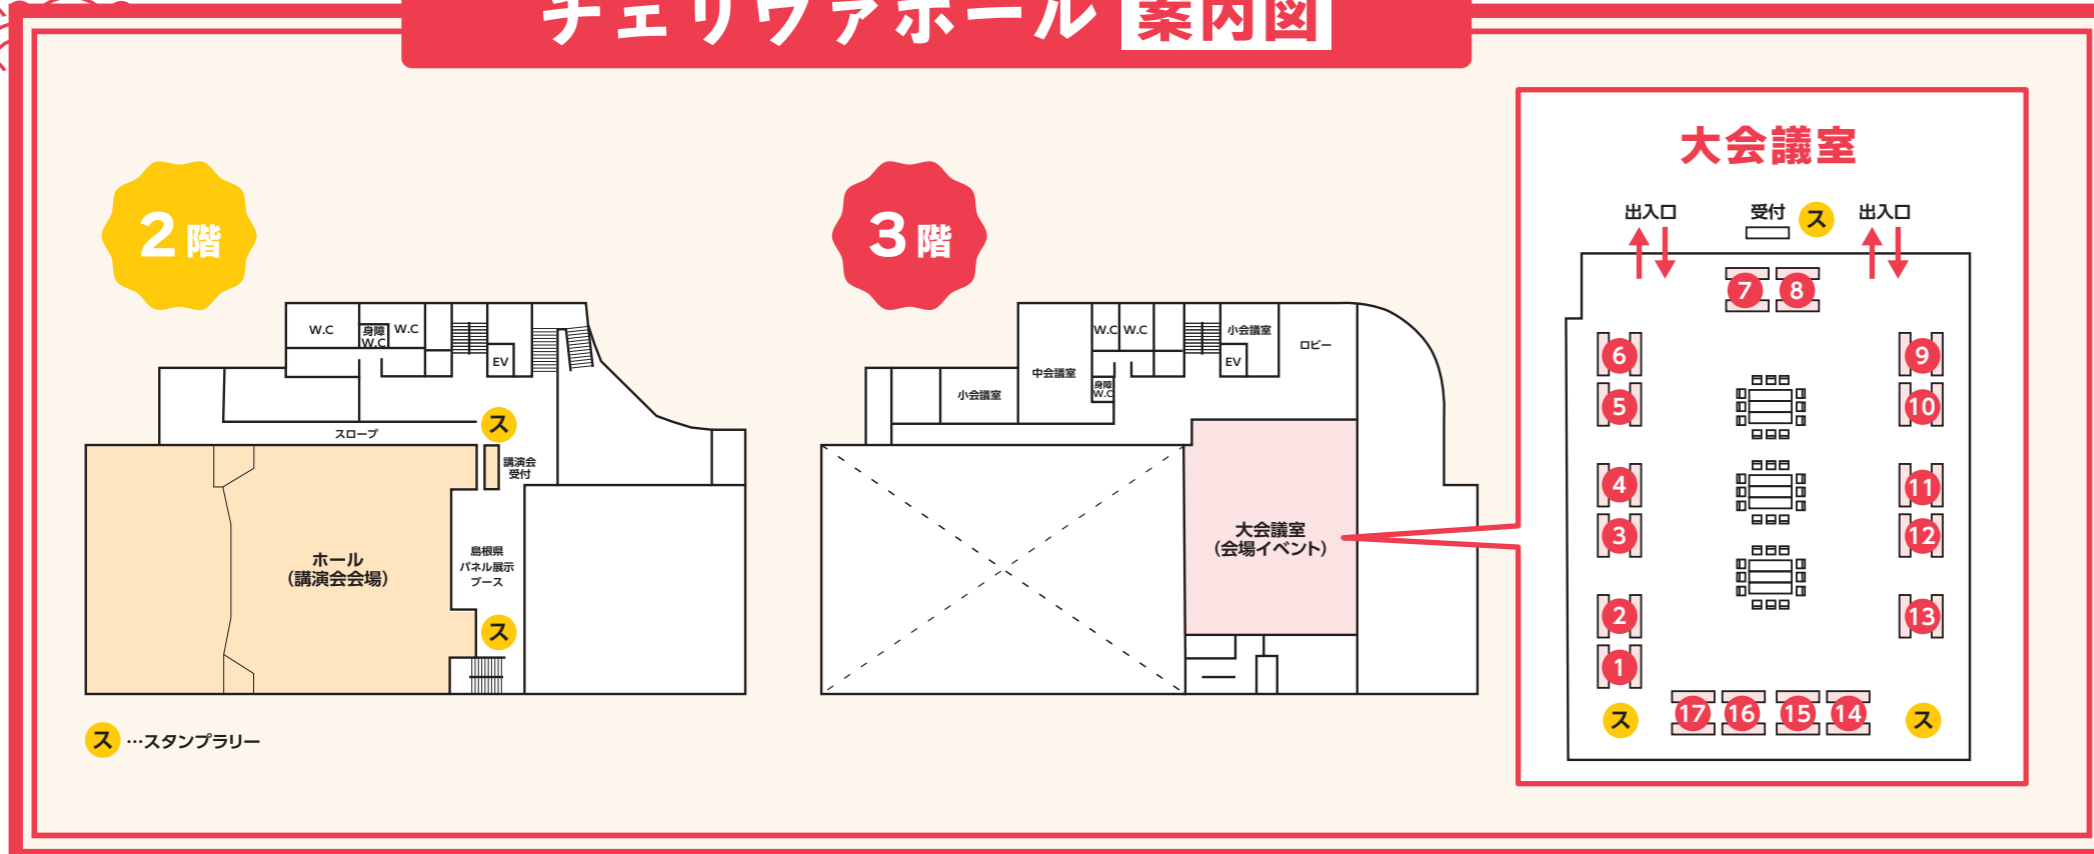 チェリヴァホール 案内図
2階
W.C
身障
W.C
W.C
EV
スロープ
ス
講演会
受付
ホール
（講演会会場）
島根県
パネル展示
ブース
ス
ス …スタンプラリー
3階
W.C
W.C
小会議室
EV
ロビー
中会議室
身障
W.C
小会議室
大会議室
（会場イベント）
大会議室
出入口
受付
ス
出入口
7
8
6
9
5
10
4
11
3
12
2
13
1
17
16
15
14
ス
ス